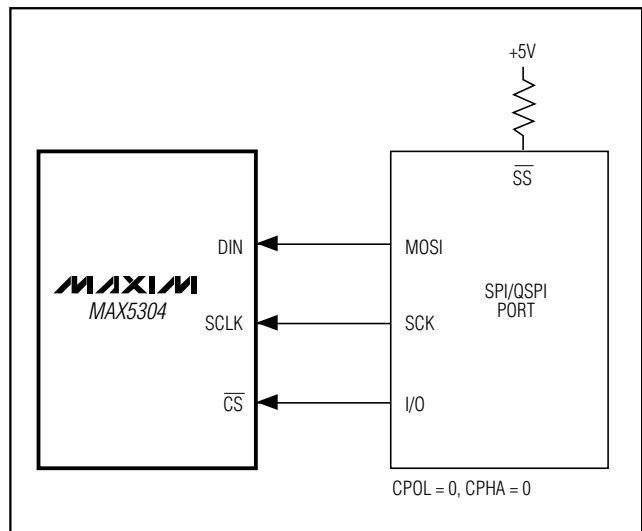 +5V
SS
DIN
MOSI
MAXIM
MAX5304
SPI/QSPI
PORT
SCLK
SCK
CS
I/O
CPOL = 0, CPHA = 0